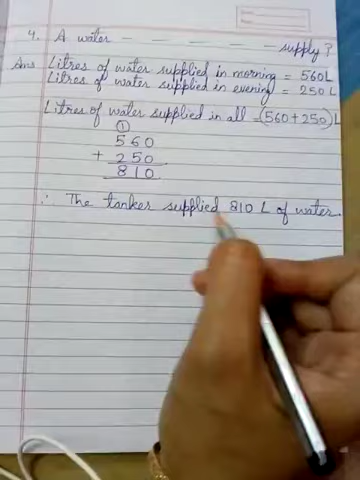 4. A water — — — — — — supply?
Ans Litres of water supplied in morning = 560L
Litres of water supplied in evening = 250L
Litres of water supplied in all = (560+250)L
1
560
+ 250
810
∴ The tanker supplied 810 L of water.